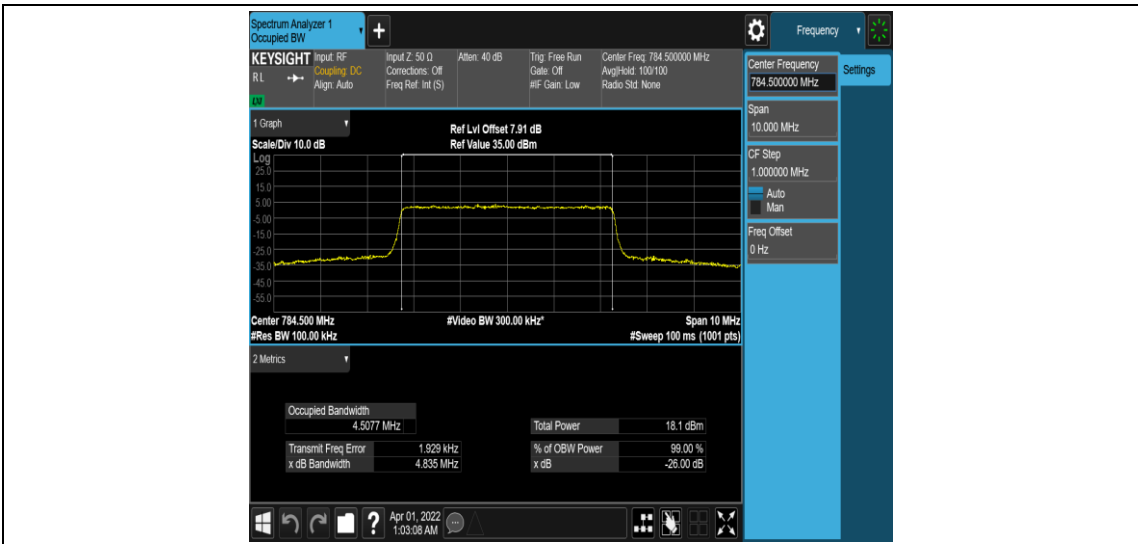 Spectrum Analyzer 1
Occupied BW
+
Frequency
KEYSIGHT Input: RF Input Z: 50 Ω Atten: 40 dB Trig: Free Run Center Freq: 784.500000 MHz
RL Coupling: DC Corrections: Off Gate: Off Avg|Hold: 100/100
Align: Auto Freq Ref: Int (S) #IF Gain: Low Radio Std: None
LXI
Center Frequency
784.500000 MHz
Settings
Span
10.000 MHz
CF Step
1.000000 MHz
Auto
Man
Freq Offset
0 Hz
1 Graph
Ref Lvl Offset 7.91 dB
Scale/Div 10.0 dB Ref Value 35.00 dBm
Log
25.0
15.0
5.00
-5.00
-15.0
-25.0
-35.0
-45.0
-55.0
Center 784.500 MHz #Video BW 300.00 kHz* Span 10 MHz
#Res BW 100.00 kHz #Sweep 100 ms (1001 pts)
2 Metrics
Occupied Bandwidth
4.5077 MHz
Total Power 18.1 dBm
Transmit Freq Error 1.929 kHz % of OBW Power 99.00 %
x dB Bandwidth 4.835 MHz x dB -26.00 dB
? Apr 01, 2022
1:03:08 AM